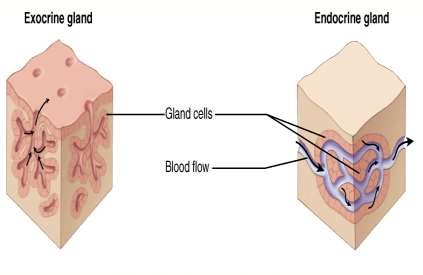 Exocrine gland
Endocrine gland
Gland cells
Blood flow